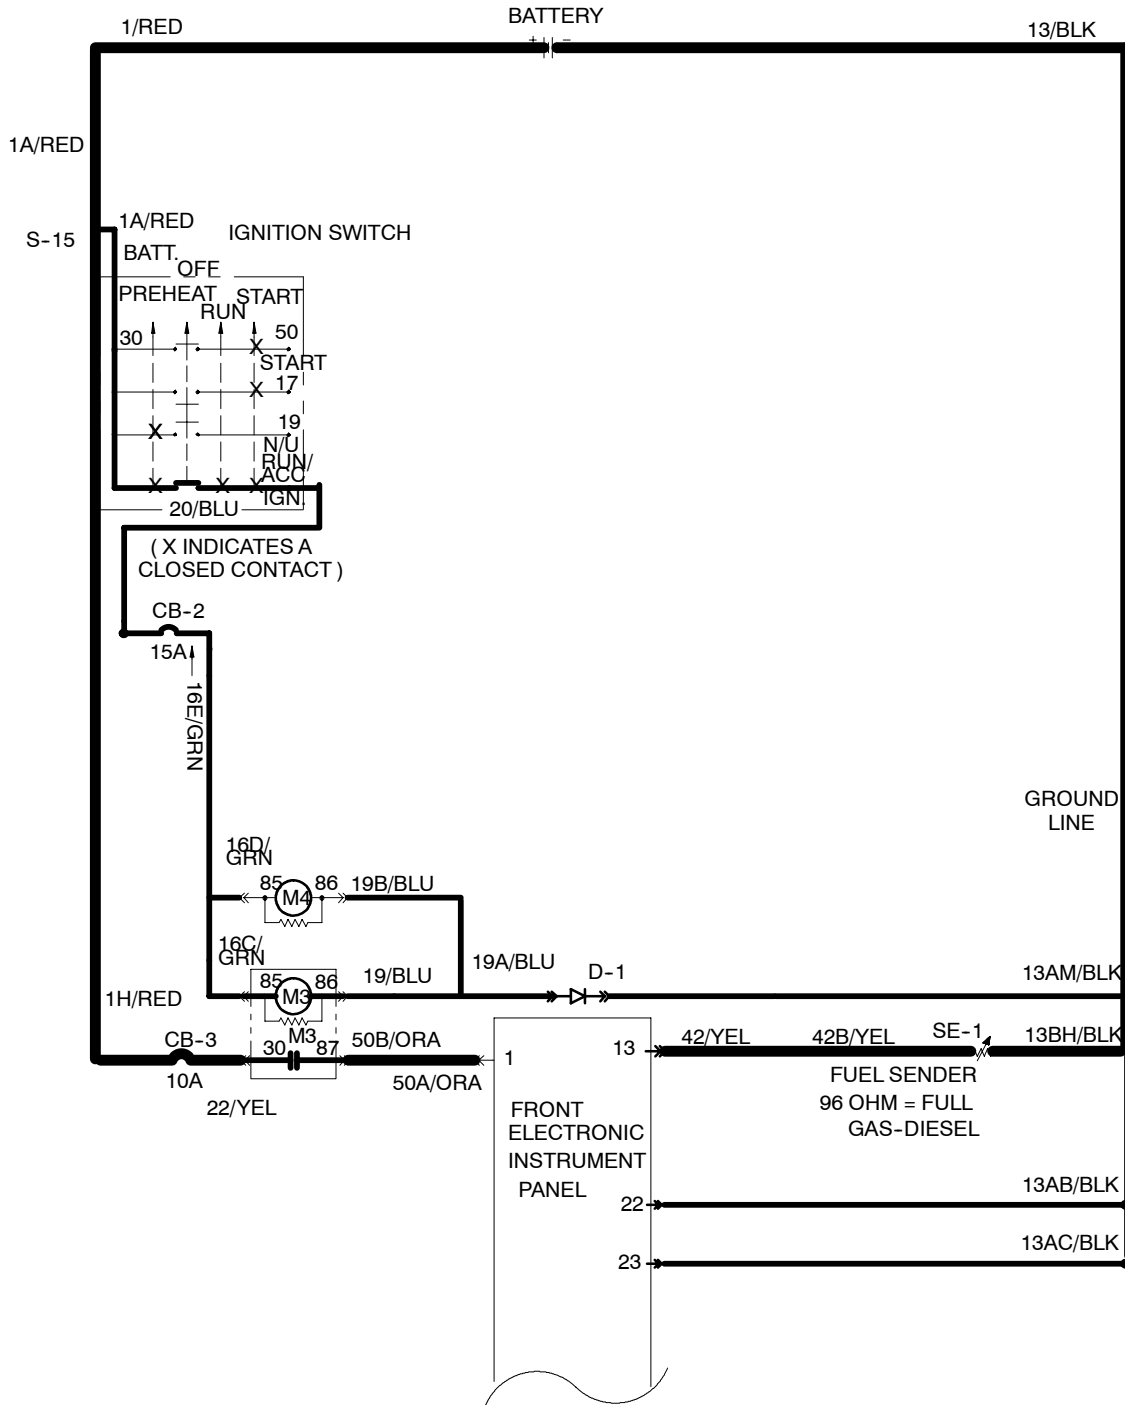 BATTERY
1/RED
+ −
13/BLK
1A/RED
1A/RED
S-15
IGNITION SWITCH
BATT.
OFF
PREHEAT
START
RUN
30
50
X
START
X
17
X
19
N/U
RUN/
ACC
X X X
IGN.
20/BLU
( X INDICATES A
CLOSED CONTACT )
CB-2
15A
16E/GRN
GROUND
LINE
16D/
GRN
85 M4 86
19B/BLU
16C/
GRN
85 M3 86
19/BLU
19A/BLU
D-1
13AM/BLK
1H/RED
CB-3
M3
30 87
50B/ORA
10A
50A/ORA
22/YEL
1
13
42/YEL
42B/YEL
SE-1
13BH/BLK
FUEL SENDER
96 OHM = FULL
GAS-DIESEL
FRONT
ELECTRONIC
INSTRUMENT
PANEL
22
13AB/BLK
23
13AC/BLK